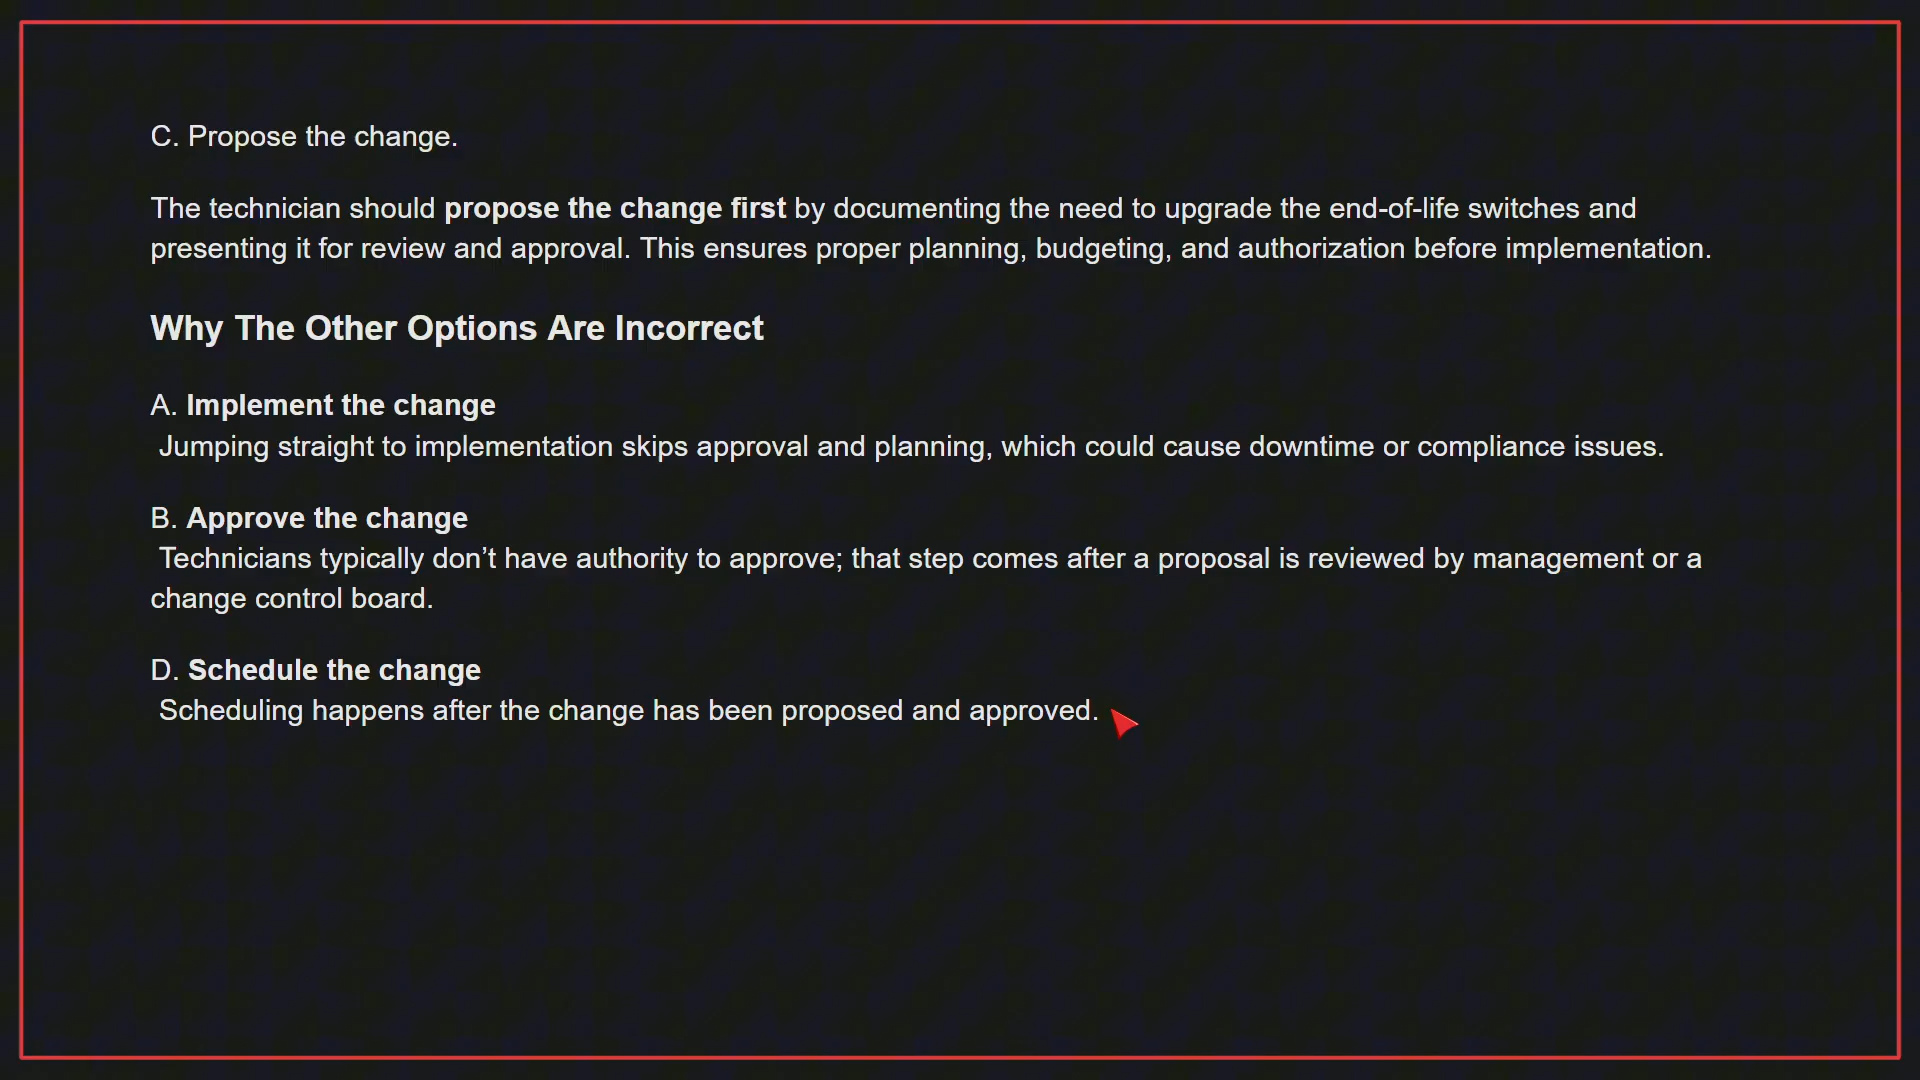 C. Propose the change.
The technician should propose the change first by documenting the need to upgrade the end-of-life switches and
presenting it for review and approval. This ensures proper planning, budgeting, and authorization before implementation.
Why The Other Options Are Incorrect
A. Implement the change
Jumping straight to implementation skips approval and planning, which could cause downtime or compliance issues.
B. Approve the change
Technicians typically don’t have authority to approve; that step comes after a proposal is reviewed by management or a
change control board.
D. Schedule the change
Scheduling happens after the change has been proposed and approved.